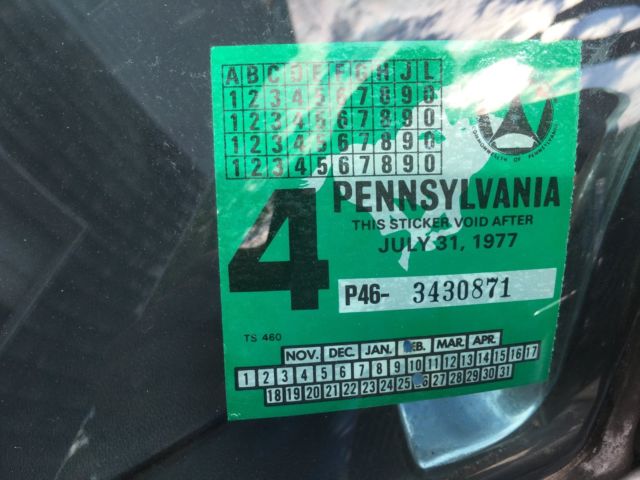 A B C D E F G H J L
1 2 3 4 5 6 7 8 9 0
1 2 3 4 5 6 7 8 9 0
1 2 3 4 5 6 7 8 9 0
1 2 3 4 5 6 7 8 9 0
COMMONWEALTH OF PENNSYLVANIA
4
PENNSYLVANIA
THIS STICKER VOID AFTER
JULY 31, 1977
P46- 3430871
TS 460
NOV. DEC. JAN. FEB. MAR. APR.
1 2 3 4 5 6 7 8 9 10 11 12 13 14 15 16 17
18 19 20 21 22 23 24 25 26 27 28 29 30 31